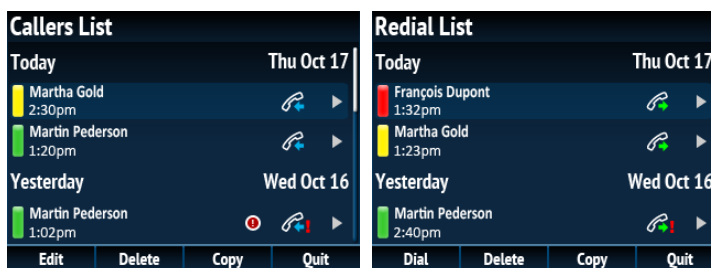 Callers List
Today Thu Oct 17
Martha Gold
2:30pm
Martin Pederson
1:20pm
Yesterday Wed Oct 16
Martin Pederson
1:02pm
Edit Delete Copy Quit
Redial List
Today Thu Oct 17
François Dupont
1:32pm
Martha Gold
1:23pm
Yesterday Wed Oct 16
Martin Pederson
2:40pm
Dial Delete Copy Quit